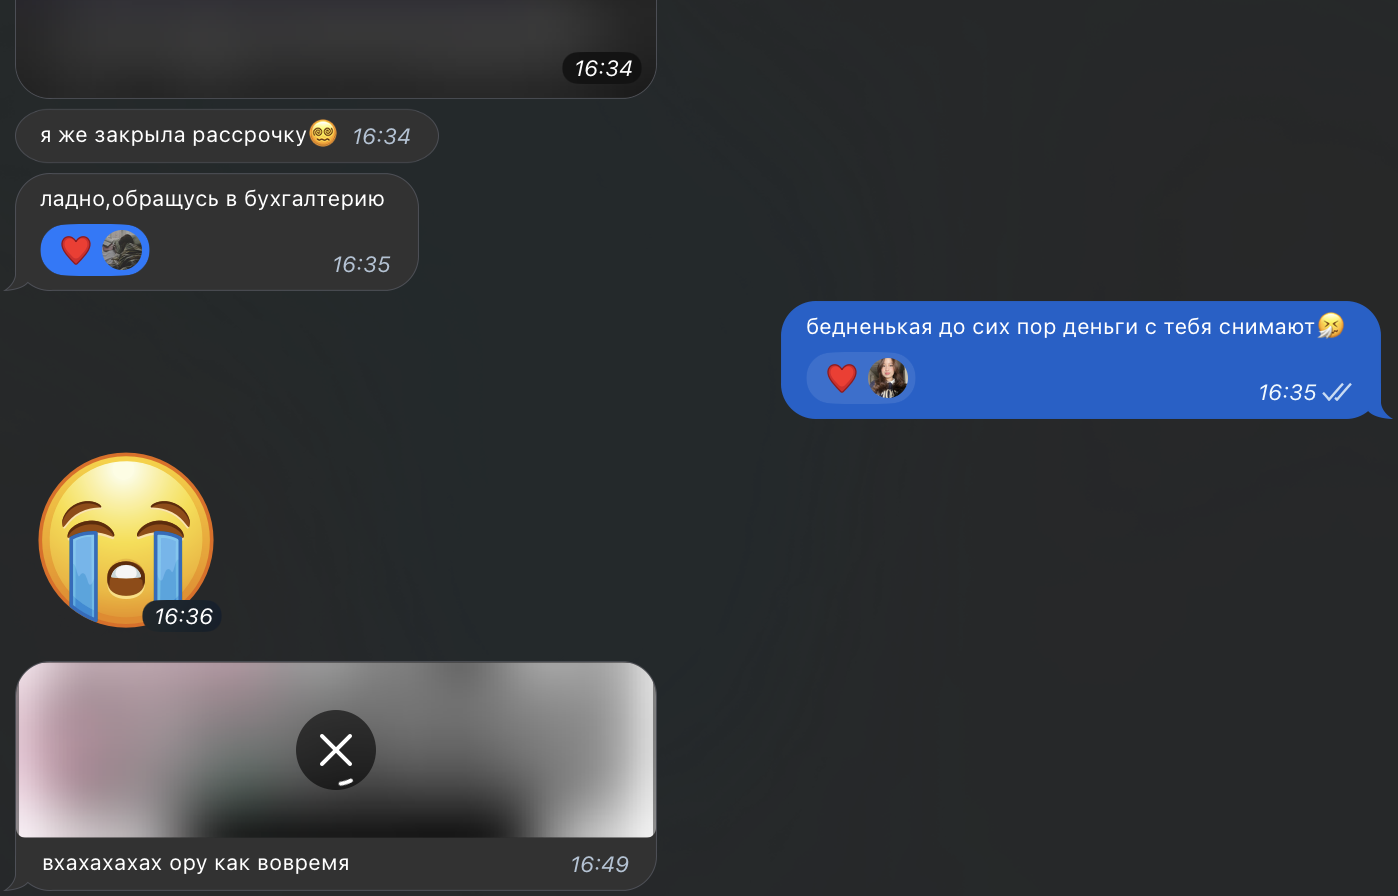 16:34
я же закрыла рассрочку😵‍💫 16:34
ладно,обращусь в бухгалтерию
16:35
бедненькая до сих пор деньги с тебя снимают🤧
16:35
16:36
вхахахахах ору как вовремя 16:49